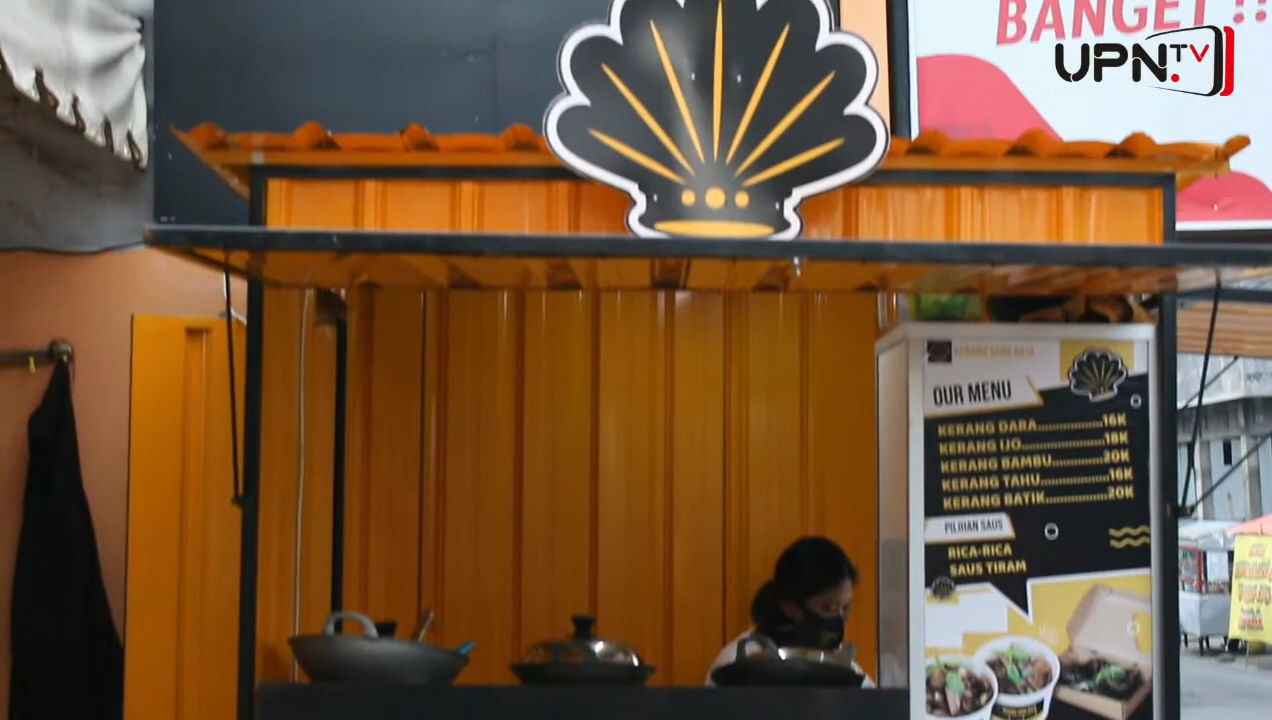 BANGET !!
UPN.TV
OUR MENU
KERANG DARA................16K
KERANG IJO....................18K
KERANG BAMBU............20K
KERANG TAHU...............16K
KERANG BATIK...............20K
PILIHAN SAUS
RICA-RICA
SAUS TIRAM